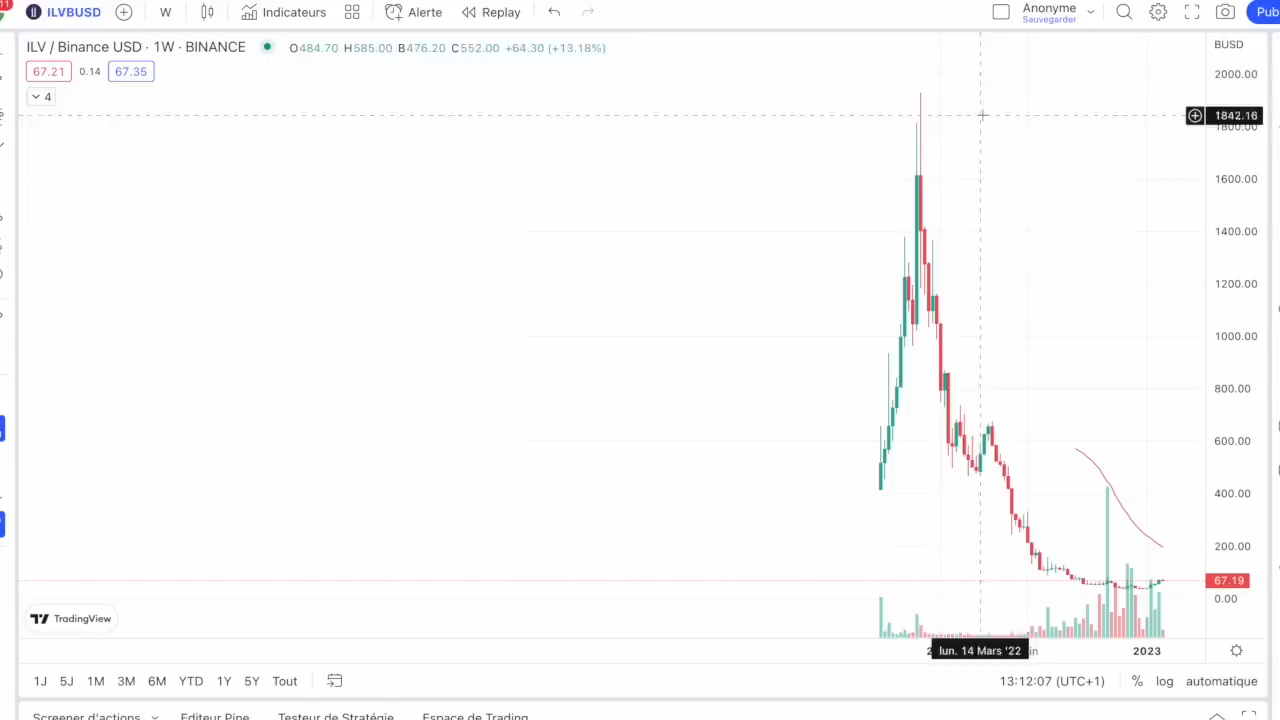 11
ILVBUSD
W
Indicateurs
Alerte
Replay
Anonyme
Sauvegarder
Pub
ILV / Binance USD · 1W · BINANCE
O484.70 H585.00 B476.20 C552.00 +64.30 (+13.18%)
67.21 0.14 67.35
4
BUSD
2000.00
1842.16
1800.00
1600.00
1400.00
1200.00
1000.00
800.00
600.00
400.00
200.00
67.19
0.00
TradingView
lun. 14 Mars '22
in
2023
1J 5J 1M 3M 6M YTD 1Y 5Y Tout
13:12:07 (UTC+1) % log automatique
Screener d'actions Editeur Pine Testeur de Stratégie Espace de Trading